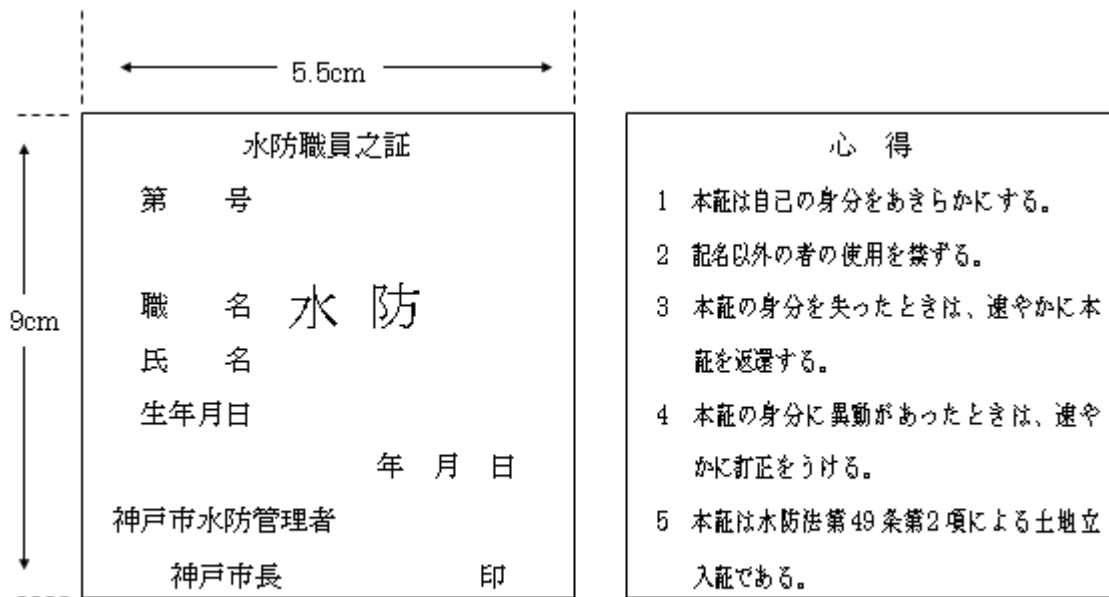 5.5cm
9cm
水防職員之証
第　　号
職　　名　水　防
氏　　名
生年月日
年　月　日
神戸市水防管理者
神戸市長　　　　　　　印
心　得
1　本証は自己の身分をあきらかにする。
2　記名以外の者の使用を禁ずる。
3　本証の身分を失ったときは、速やかに本
証を返還する。
4　本証の身分に異動があったときは、速や
かに訂正をうける。
5　本証は水防法第49条第2項による土地立
入証である。